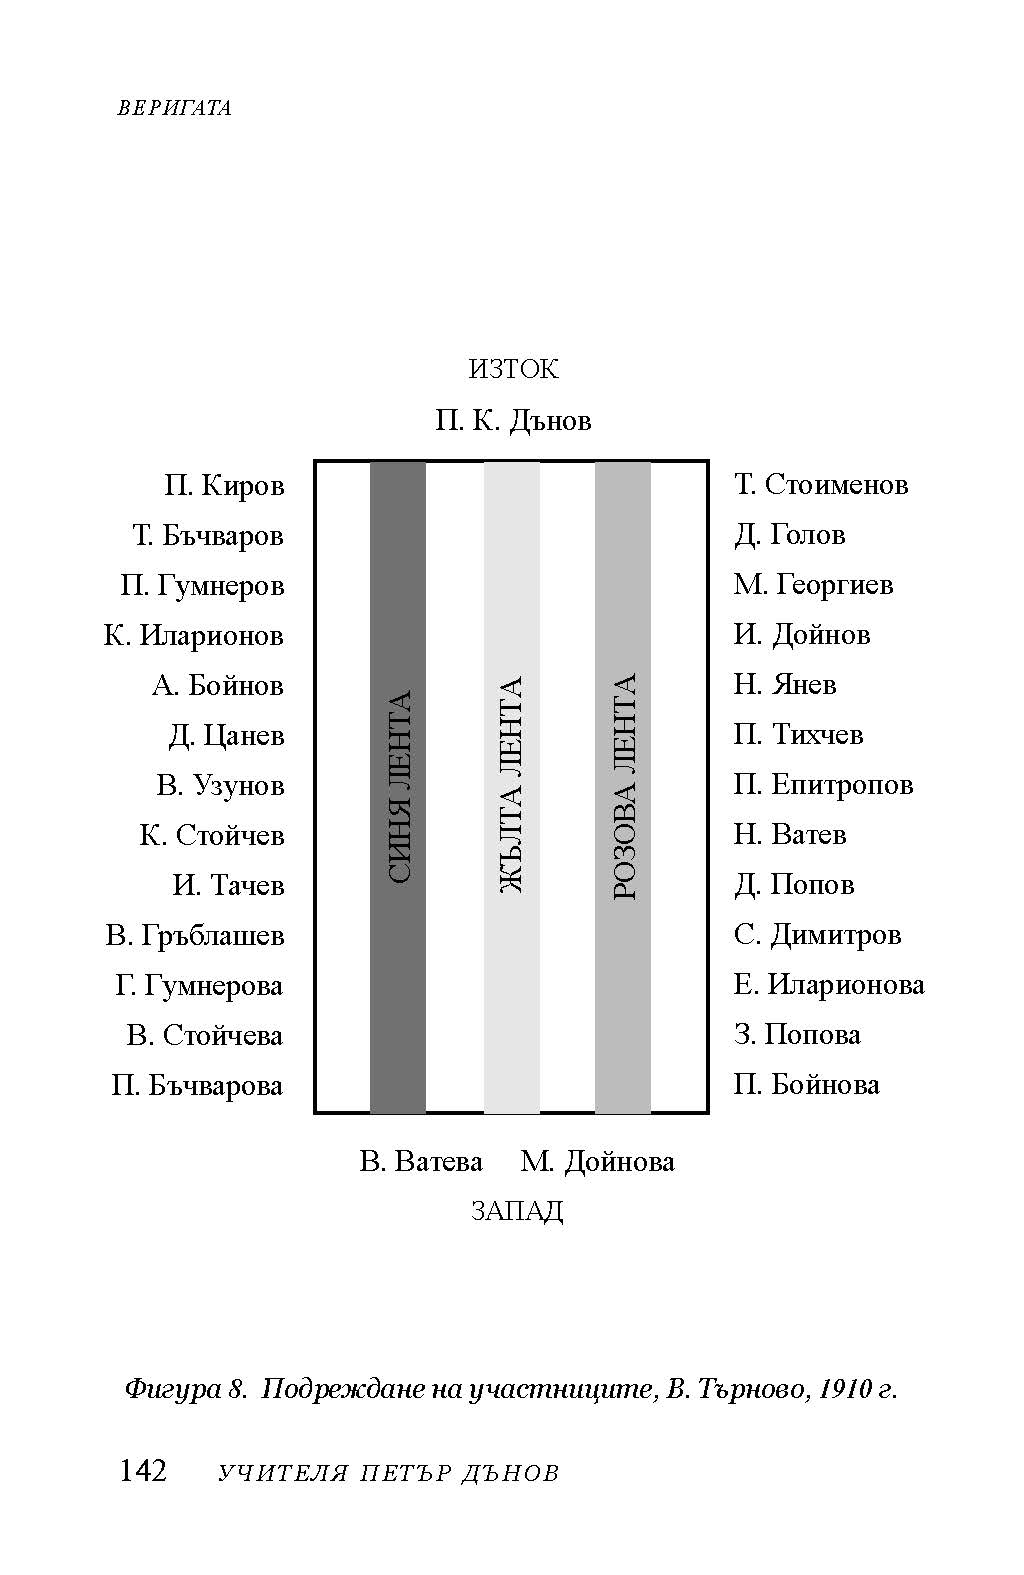 ВЕРИГАТА
ИЗТОК
П. К. Дънов
П. Киров
Т. Бъчваров
П. Гумнеров
К. Иларионов
А. Бойнов
Д. Цанев
В. Узунов
К. Стойчев
И. Тачев
В. Гръблашев
Г. Гумнерова
В. Стойчева
П. Бъчварова
СИНЯ ЛЕНТА
ЖЪЛТА ЛЕНТА
РОЗОВА ЛЕНТА
Т. Стоименов
Д. Голов
М. Георгиев
И. Дойнов
Н. Янев
П. Тихчев
П. Епитропов
Н. Ватев
Д. Попов
С. Димитров
Е. Иларионова
З. Попова
П. Бойнова
В. Ватева М. Дойнова
ЗАПАД
Фигура 8. Подреждане на участниците, В. Търново, 1910 г.
142 УЧИТЕЛЯ ПЕТЪР ДЪНОВ